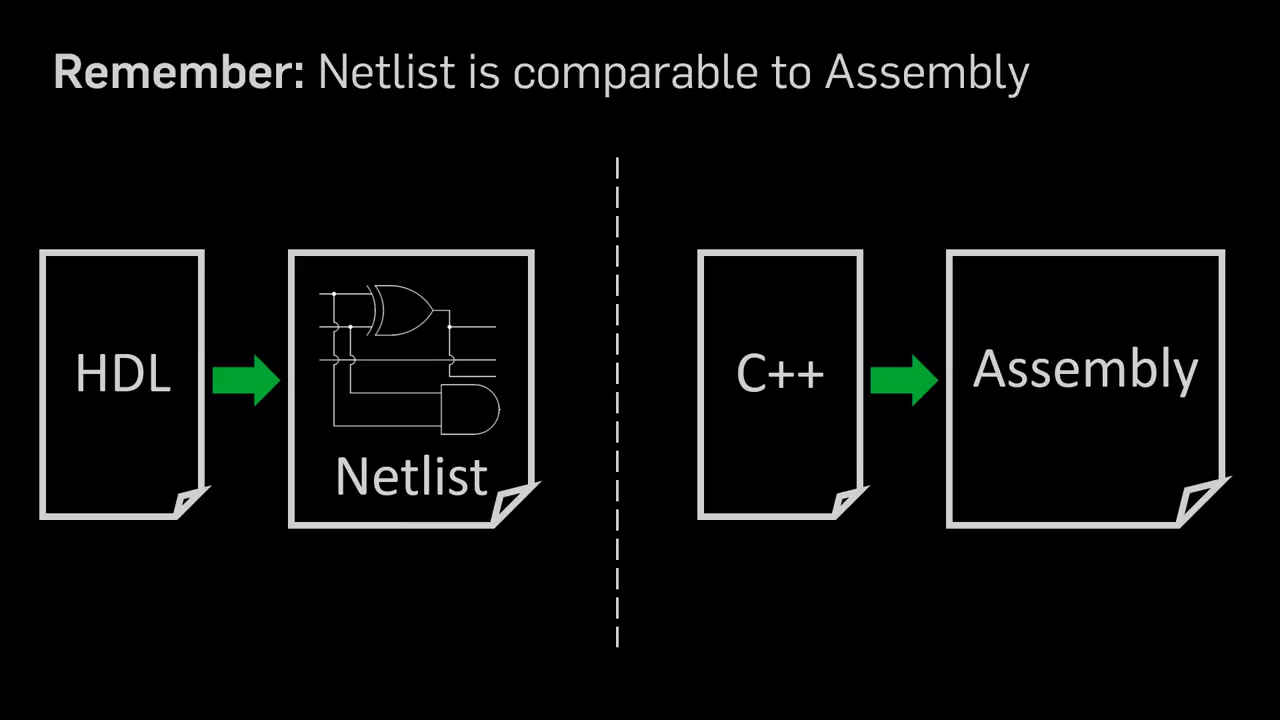 Remember: Netlist is comparable to Assembly
HDL
Netlist
C++
Assembly